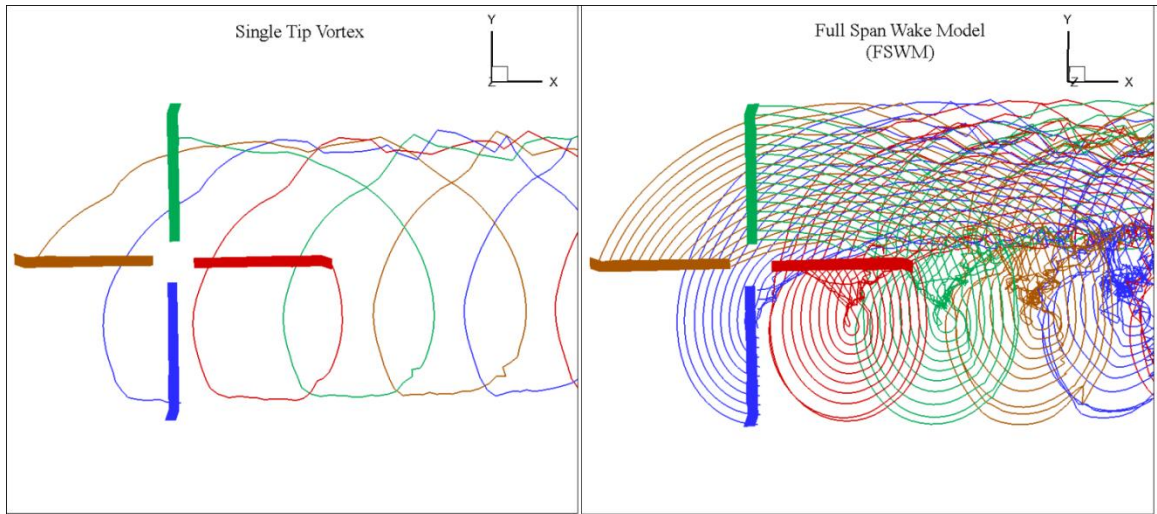 Single Tip Vortex
Y
Z
X
Full Span Wake Model
(FSWM)
Y
Z
X